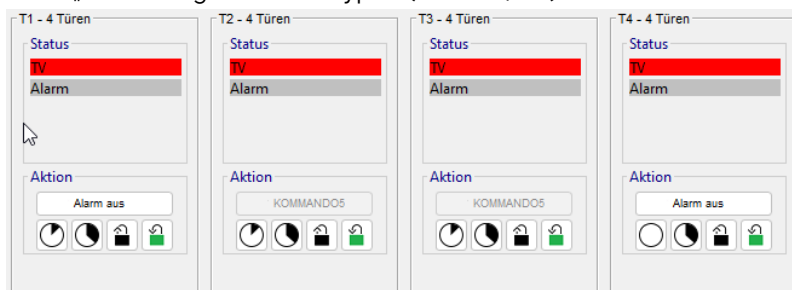 T1 - 4 Türen
Status
TV
Alarm
Aktion
Alarm aus
T2 - 4 Türen
Status
TV
Alarm
Aktion
KOMMANDO5
T3 - 4 Türen
Status
TV
Alarm
Aktion
KOMMANDO5
T4 - 4 Türen
Status
TV
Alarm
Aktion
Alarm aus